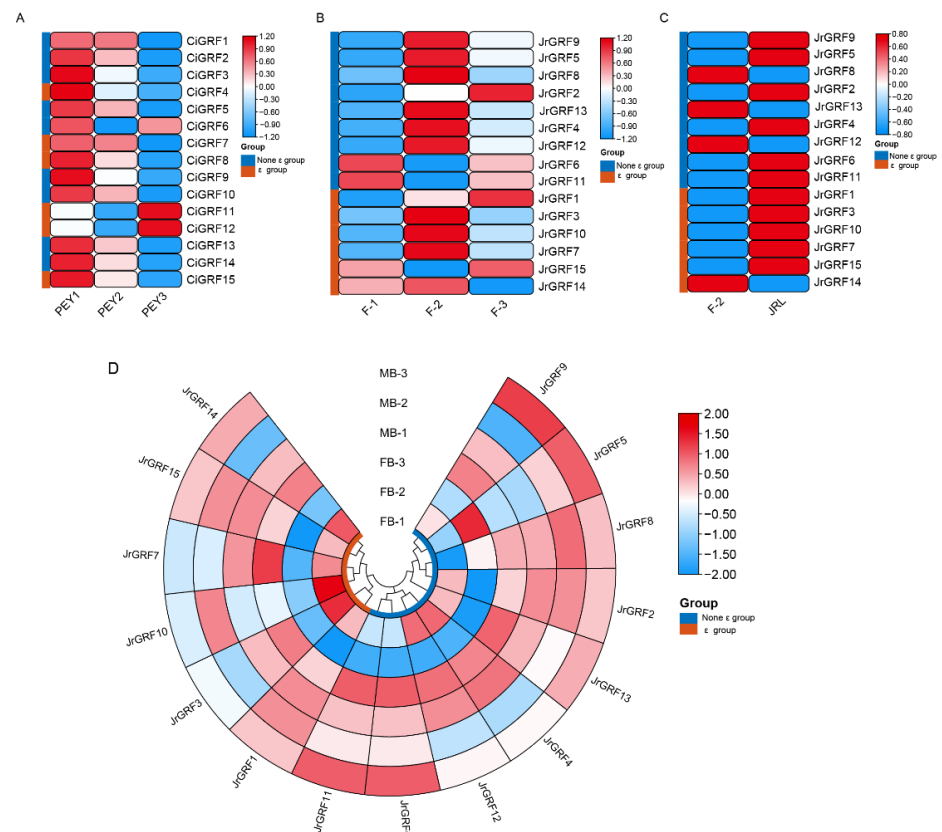 A
CiGRF1
CiGRF2
CiGRF3
CiGRF4
CiGRF5
CiGRF6
CiGRF7
CiGRF8
CiGRF9
CiGRF10
CiGRF11
CiGRF12
CiGRF13
CiGRF14
CiGRF15
PEY1
PEY2
PEY3
1.20
0.90
0.60
0.30
0.00
-0.30
-0.60
-0.90
-1.20
Group
None ε group
ε group
B
JrGRF9
JrGRF5
JrGRF8
JrGRF2
JrGRF13
JrGRF4
JrGRF12
JrGRF6
JrGRF11
JrGRF1
JrGRF3
JrGRF10
JrGRF7
JrGRF15
JrGRF14
F-1
F-2
F-3
1.20
0.90
0.60
0.30
0.00
-0.30
-0.60
-0.90
-1.20
Group
None ε group
ε group
C
JrGRF9
JrGRF5
JrGRF8
JrGRF2
JrGRF13
JrGRF4
JrGRF12
JrGRF6
JrGRF11
JrGRF1
JrGRF3
JrGRF10
JrGRF7
JrGRF15
JrGRF14
F-2
JRL
0.80
0.60
0.40
0.20
0.00
-0.20
-0.40
-0.60
-0.80
Group
None ε group
ε group
D
MB-3
MB-2
MB-1
FB-3
FB-2
FB-1
JrGRF9
JrGRF5
JrGRF8
JrGRF2
JrGRF13
JrGRF4
JrGRF12
JrGRF
JrGRF11
JrGRF1
JrGRF3
JrGRF10
JrGRF7
JrGRF15
JrGRF14
2.00
1.50
1.00
0.50
0.00
-0.50
-1.00
-1.50
-2.00
Group
None ε group
ε group